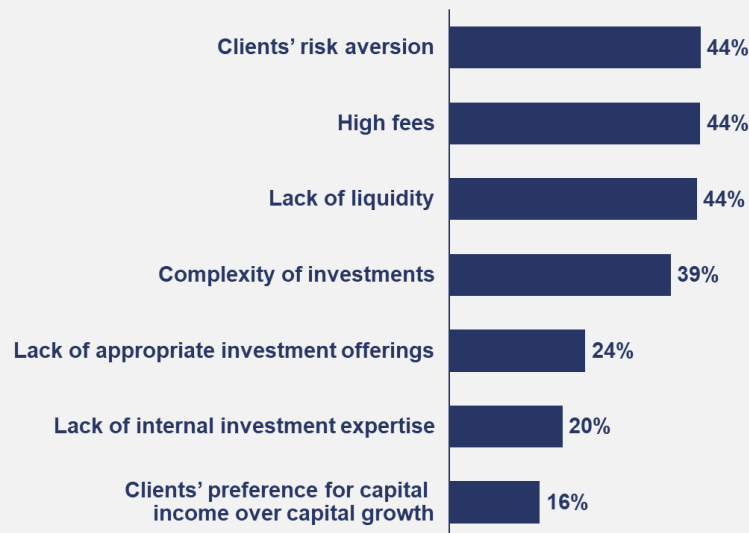 Clients’ risk aversion 44%
High fees 44%
Lack of liquidity 44%
Complexity of investments 39%
Lack of appropriate investment offerings 24%
Lack of internal investment expertise 20%
Clients’ preference for capital
income over capital growth 16%